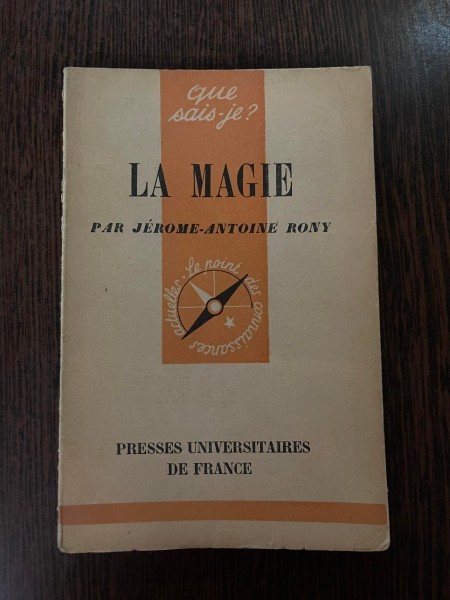 que
sais-je?
LA MAGIE
PAR JÉROME-ANTOINE RONY
Le point des connaissances actuelles
PRESSES UNIVERSITAIRES
DE FRANCE